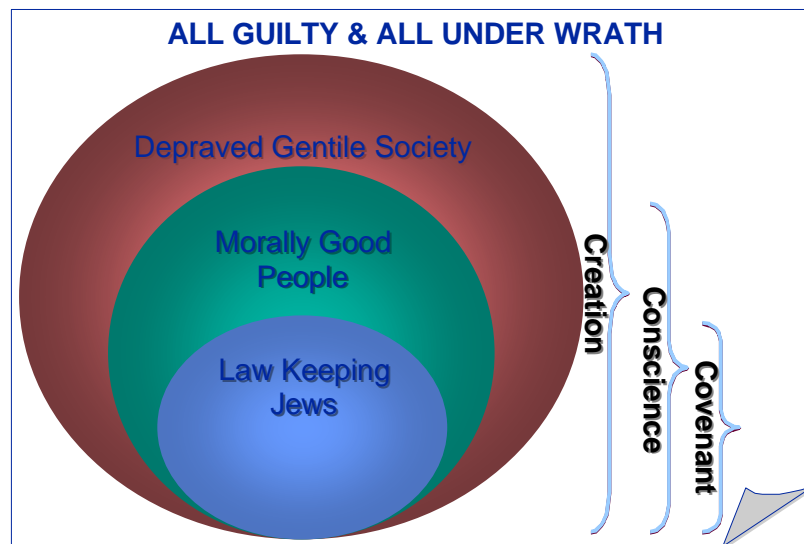 ALL GUILTY & ALL UNDER WRATH
Depraved Gentile Society
Morally Good
People
Law Keeping
Jews
Creation
Conscience
Covenant